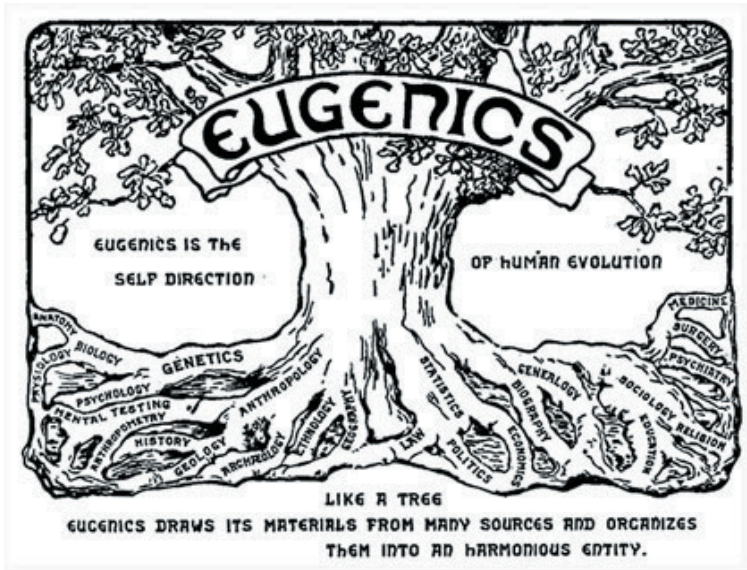 EUGENICS
EUGENICS IS THE
SELF DIRECTION
OF HUMAN EVOLUTION
ANATOMY
PHYSIOLOGY
BIOLOGY
GENETICS
PSYCHOLOGY
MENTAL TESTING
ANTHROPOMETRY
HISTORY
GEOLOGY
ANTHROPOLOGY
ARCHAEOLOGY
ETHNOLOGY
GEOGRAPHY
LAW
STATISTICS
POLITICS
ECONOMICS
BIOGRAPHY
GENEALOGY
EDUCATION
SOCIOLOGY
RELIGION
PSYCHIATRY
SURGERY
MEDICINE
LIKE A TREE
EUGENICS DRAWS ITS MATERIALS FROM MANY SOURCES AND ORGANIZES
THEM INTO AN HARMONIOUS ENTITY.